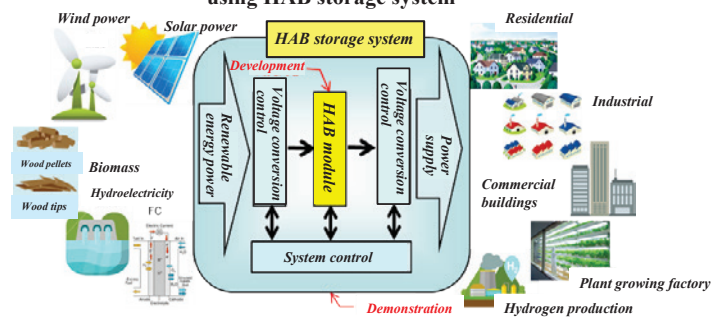 using HAB storage system
Wind power
Solar power
HAB storage system
Residential
Development
Renewable
energy power
Voltage conversion
control
HAB module
Voltage conversion
control
Power
supply
Industrial
Wood pellets
Biomass
Wood tips
Hydroelectricity
FC
Commercial
buildings
System control
H₂
Plant growing factory
Demonstration
Hydrogen production